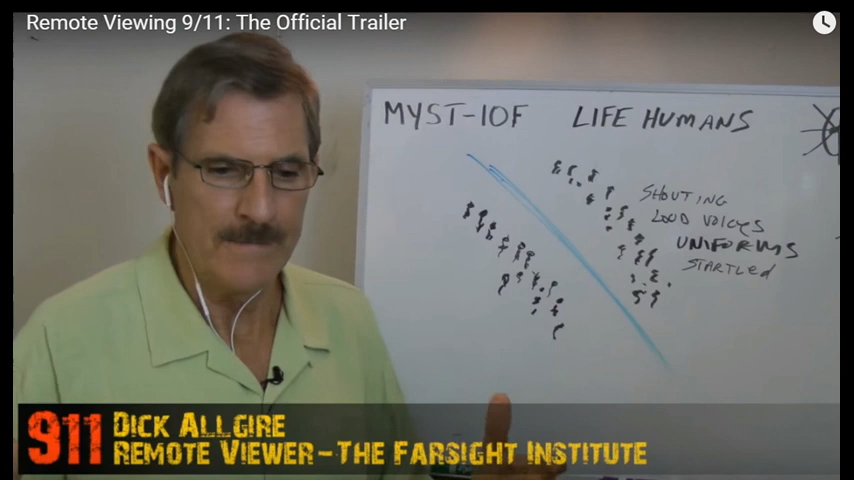 Remote Viewing 9/11: The Official Trailer
MYST-10F LIFE HUMANS
SHOUTING
LOUD VOICES
UNIFORMS
STARTLED
911
DICK ALLGIRE
REMOTE VIEWER-THE FARSIGHT INSTITUTE